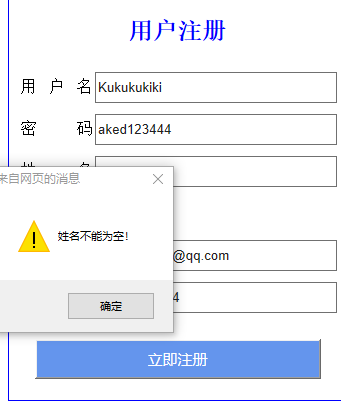 用户注册
用 户 名 Kukukukiki
密 码 aked123444
来自网页的消息
姓名不能为空!
@qq.com
4
确定
立即注册